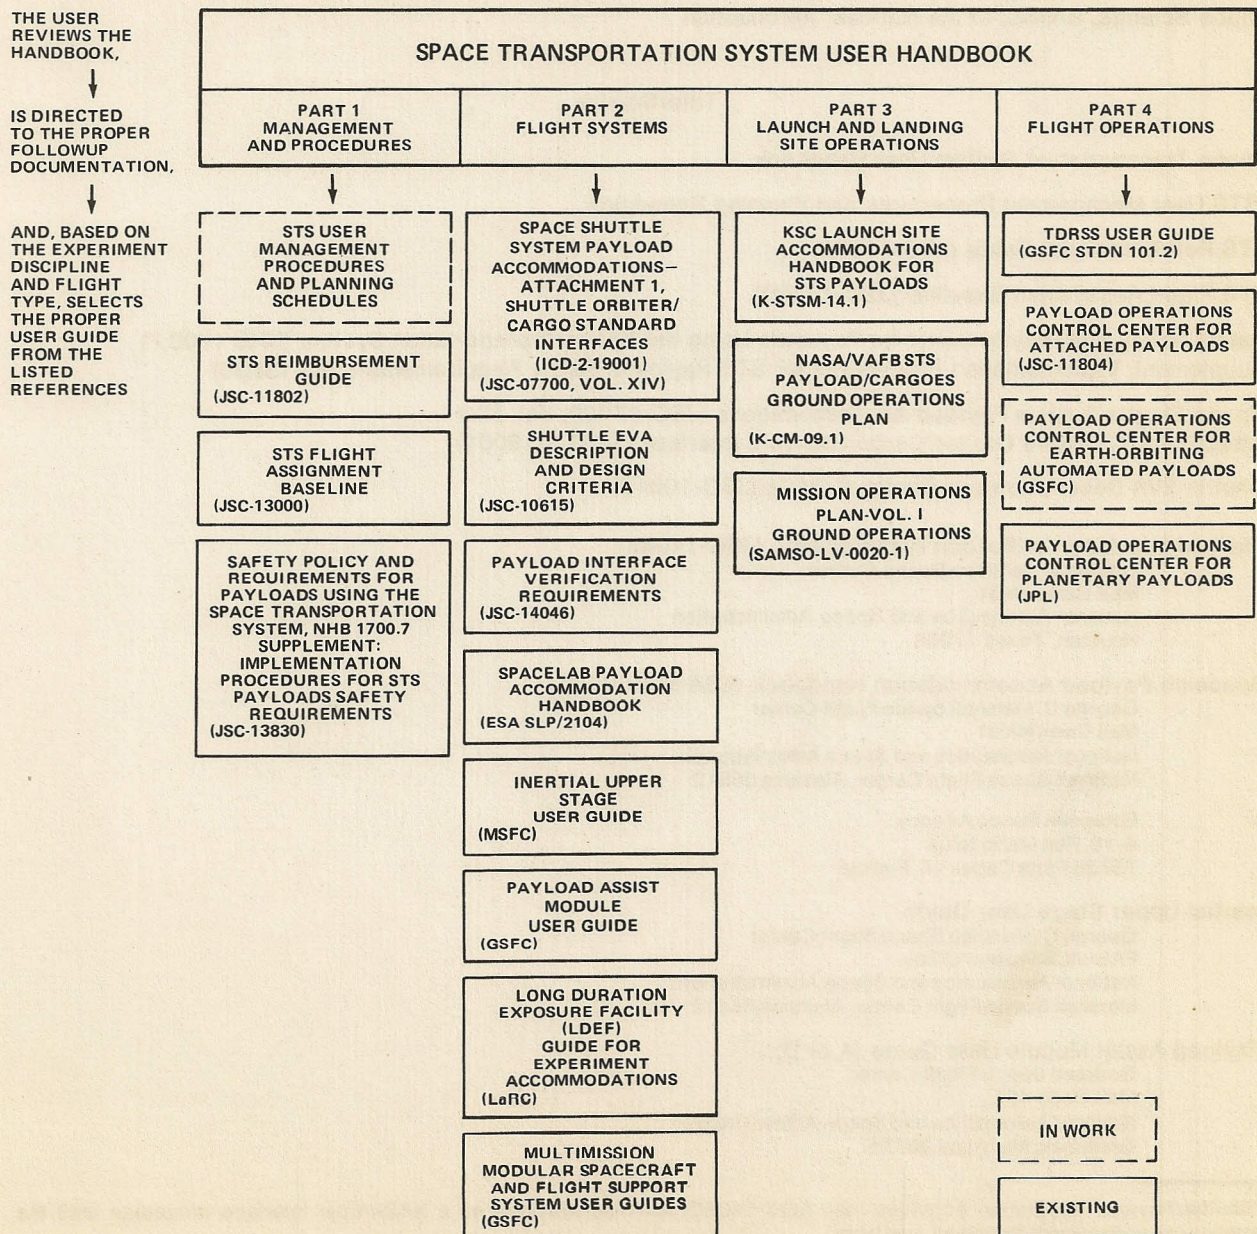 THE USER
REVIEWS THE
HANDBOOK,
IS DIRECTED
TO THE PROPER
FOLLOWUP
DOCUMENTATION,
AND, BASED ON
THE EXPERIMENT
DISCIPLINE
AND FLIGHT
TYPE, SELECTS
THE PROPER
USER GUIDE
FROM THE
LISTED
REFERENCES
SPACE TRANSPORTATION SYSTEM USER HANDBOOK
PART 1
MANAGEMENT
AND PROCEDURES
PART 2
FLIGHT SYSTEMS
PART 3
LAUNCH AND LANDING
SITE OPERATIONS
PART 4
FLIGHT OPERATIONS
STS USER
MANAGEMENT
PROCEDURES
AND PLANNING
SCHEDULES
STS REIMBURSEMENT
GUIDE
(JSC-11802)
STS FLIGHT
ASSIGNMENT
BASELINE
(JSC-13000)
SAFETY POLICY AND
REQUIREMENTS FOR
PAYLOADS USING THE
SPACE TRANSPORTATION
SYSTEM, NHB 1700.7
SUPPLEMENT:
IMPLEMENTATION
PROCEDURES FOR STS
PAYLOADS SAFETY
REQUIREMENTS
(JSC-13830)
SPACE SHUTTLE
SYSTEM PAYLOAD
ACCOMMODATIONS—
ATTACHMENT 1,
SHUTTLE ORBITER/
CARGO STANDARD
INTERFACES
(ICD-2-19001)
(JSC-07700, VOL. XIV)
SHUTTLE EVA
DESCRIPTION
AND DESIGN
CRITERIA
(JSC-10615)
PAYLOAD INTERFACE
VERIFICATION
REQUIREMENTS
(JSC-14046)
SPACELAB PAYLOAD
ACCOMMODATION
HANDBOOK
(ESA SLP/2104)
INERTIAL UPPER
STAGE
USER GUIDE
(MSFC)
PAYLOAD ASSIST
MODULE
USER GUIDE
(GSFC)
LONG DURATION
EXPOSURE FACILITY
(LDEF)
GUIDE FOR
EXPERIMENT
ACCOMMODATIONS
(LaRC)
MULTIMISSION
MODULAR SPACECRAFT
AND FLIGHT SUPPORT
SYSTEM USER GUIDES
(GSFC)
KSC LAUNCH SITE
ACCOMMODATIONS
HANDBOOK FOR
STS PAYLOADS
(K-STSM-14.1)
NASA/VAFB STS
PAYLOAD/CARGOES
GROUND OPERATIONS
PLAN
(K-CM-09.1)
MISSION OPERATIONS
PLAN-VOL. I
GROUND OPERATIONS
(SAMSO-LV-0020-1)
TDRSS USER GUIDE
(GSFC STDN 101.2)
PAYLOAD OPERATIONS
CONTROL CENTER FOR
ATTACHED PAYLOADS
(JSC-11804)
PAYLOAD OPERATIONS
CONTROL CENTER FOR
EARTH-ORBITING
AUTOMATED PAYLOADS
(GSFC)
PAYLOAD OPERATIONS
CONTROL CENTER FOR
PLANETARY PAYLOADS
(JPL)
IN WORK
EXISTING